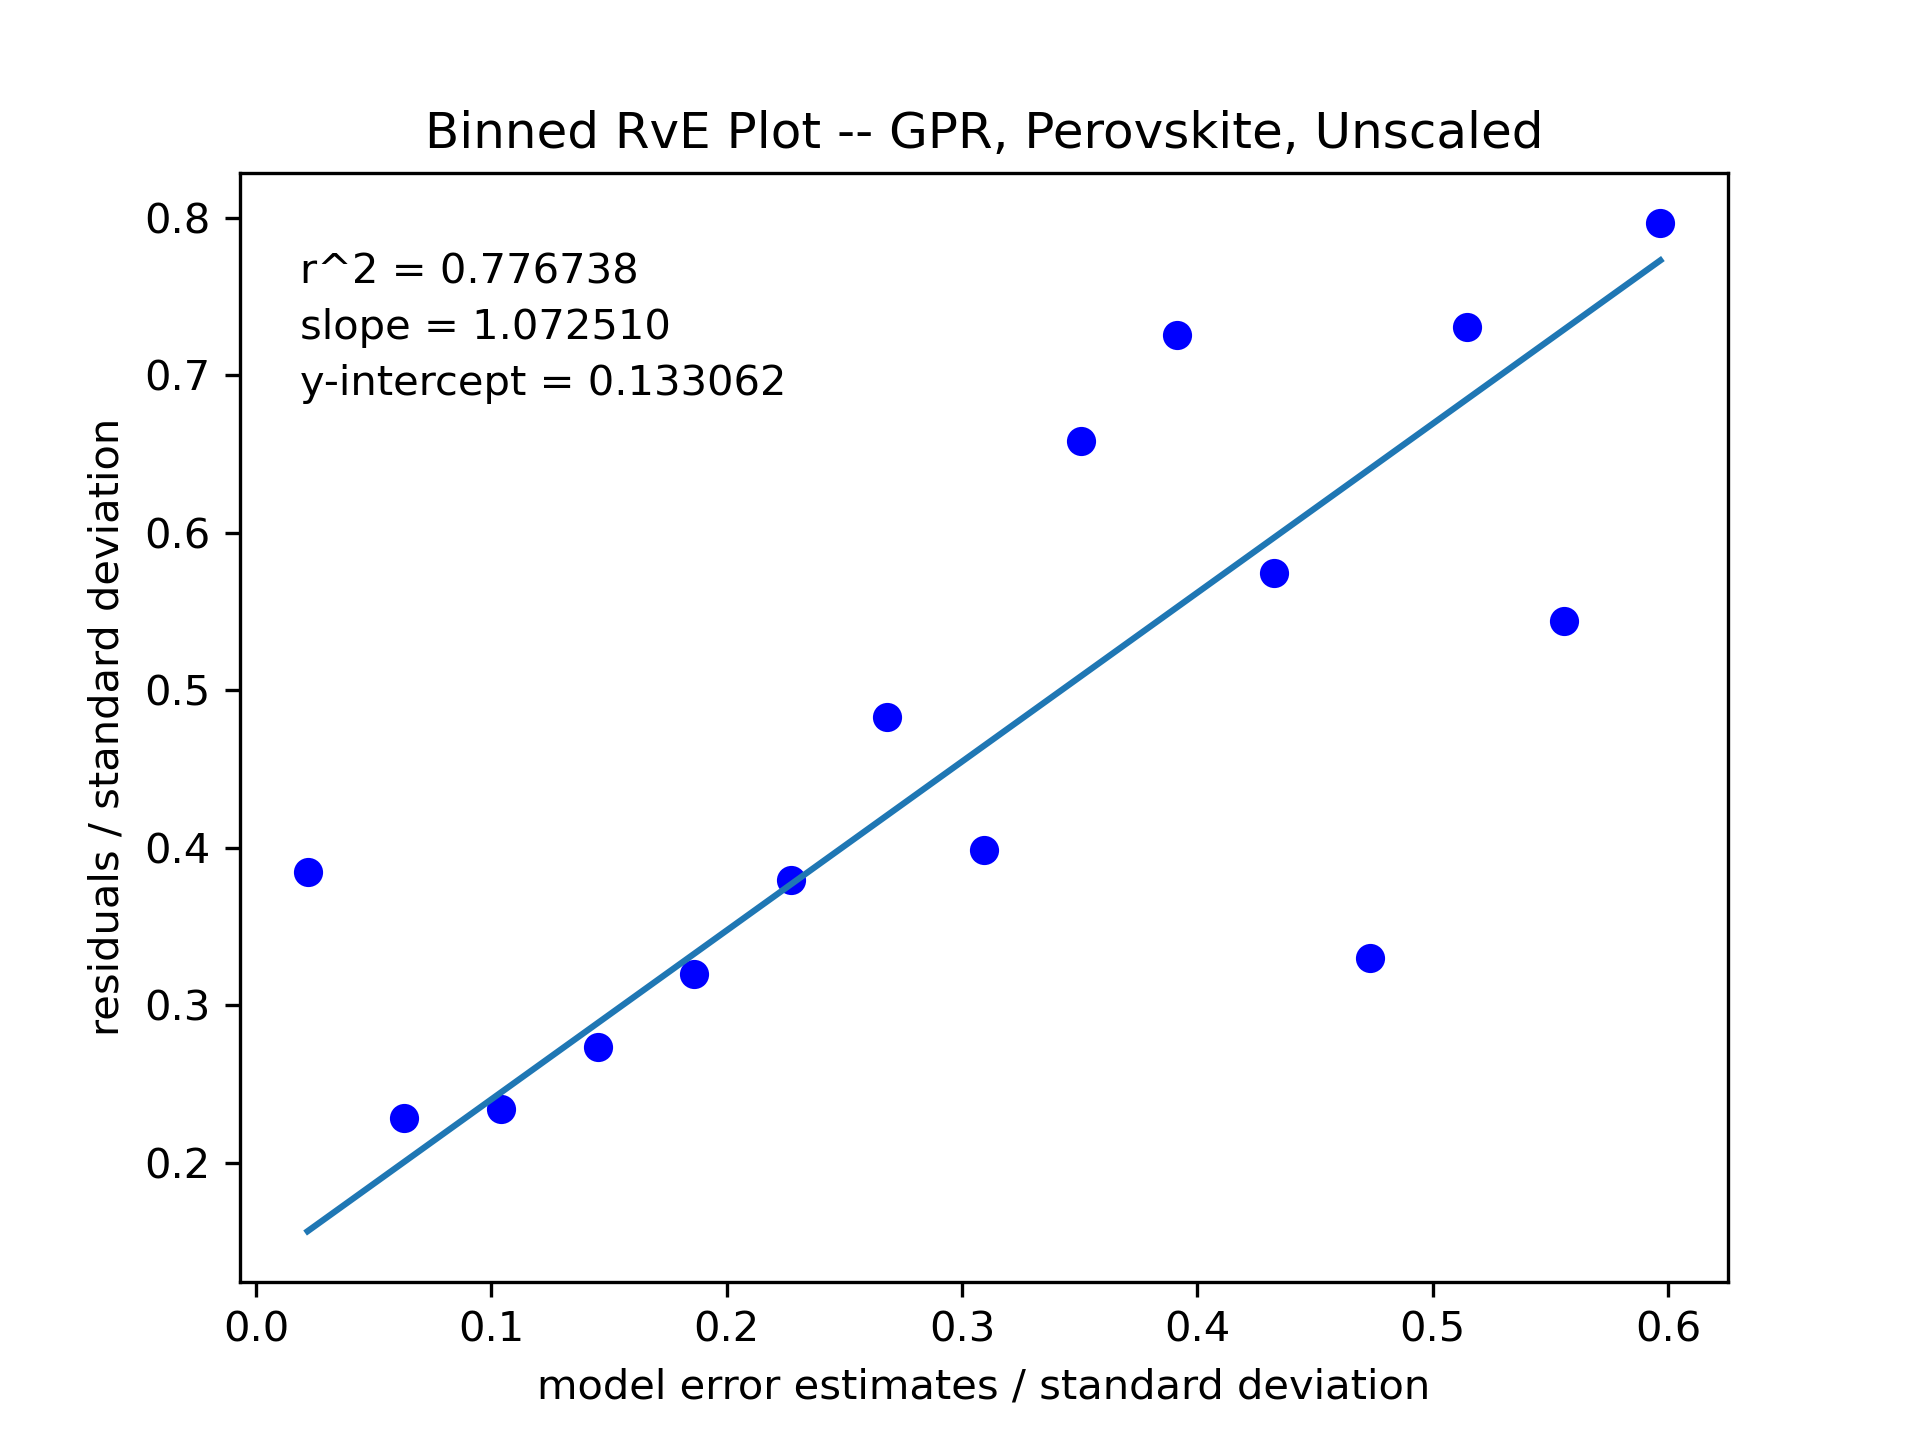 Binned RvE Plot -- GPR, Perovskite, Unscaled
r^2 = 0.776738
slope = 1.072510
y-intercept = 0.133062
residuals / standard deviation
0.8
0.7
0.6
0.5
0.4
0.3
0.2
0.0 0.1 0.2 0.3 0.4 0.5 0.6
model error estimates / standard deviation